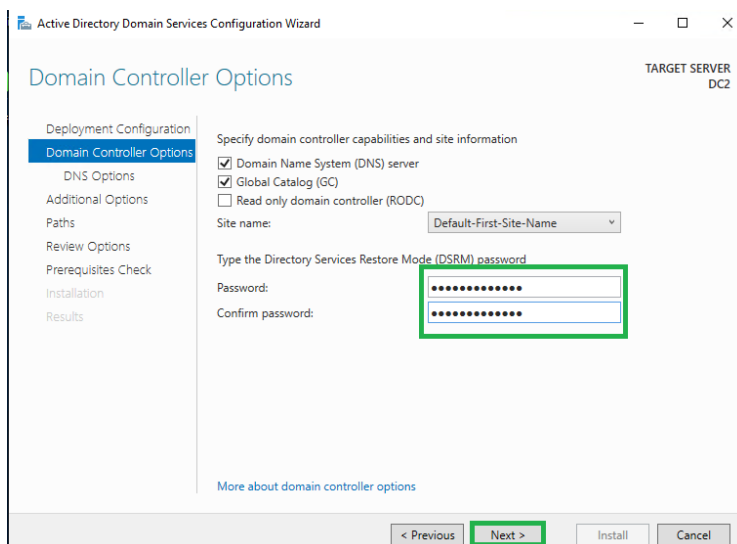 Active Directory Domain Services Configuration Wizard
Domain Controller Options
TARGET SERVER
DC2
Deployment Configuration
Domain Controller Options
DNS Options
Additional Options
Paths
Review Options
Prerequisites Check
Installation
Results
Specify domain controller capabilities and site information
Domain Name System (DNS) server
Global Catalog (GC)
Read only domain controller (RODC)
Site name: Default-First-Site-Name
Type the Directory Services Restore Mode (DSRM) password
Password: •••••••••••••
Confirm password: •••••••••••••
More about domain controller options
< Previous Next > Install Cancel